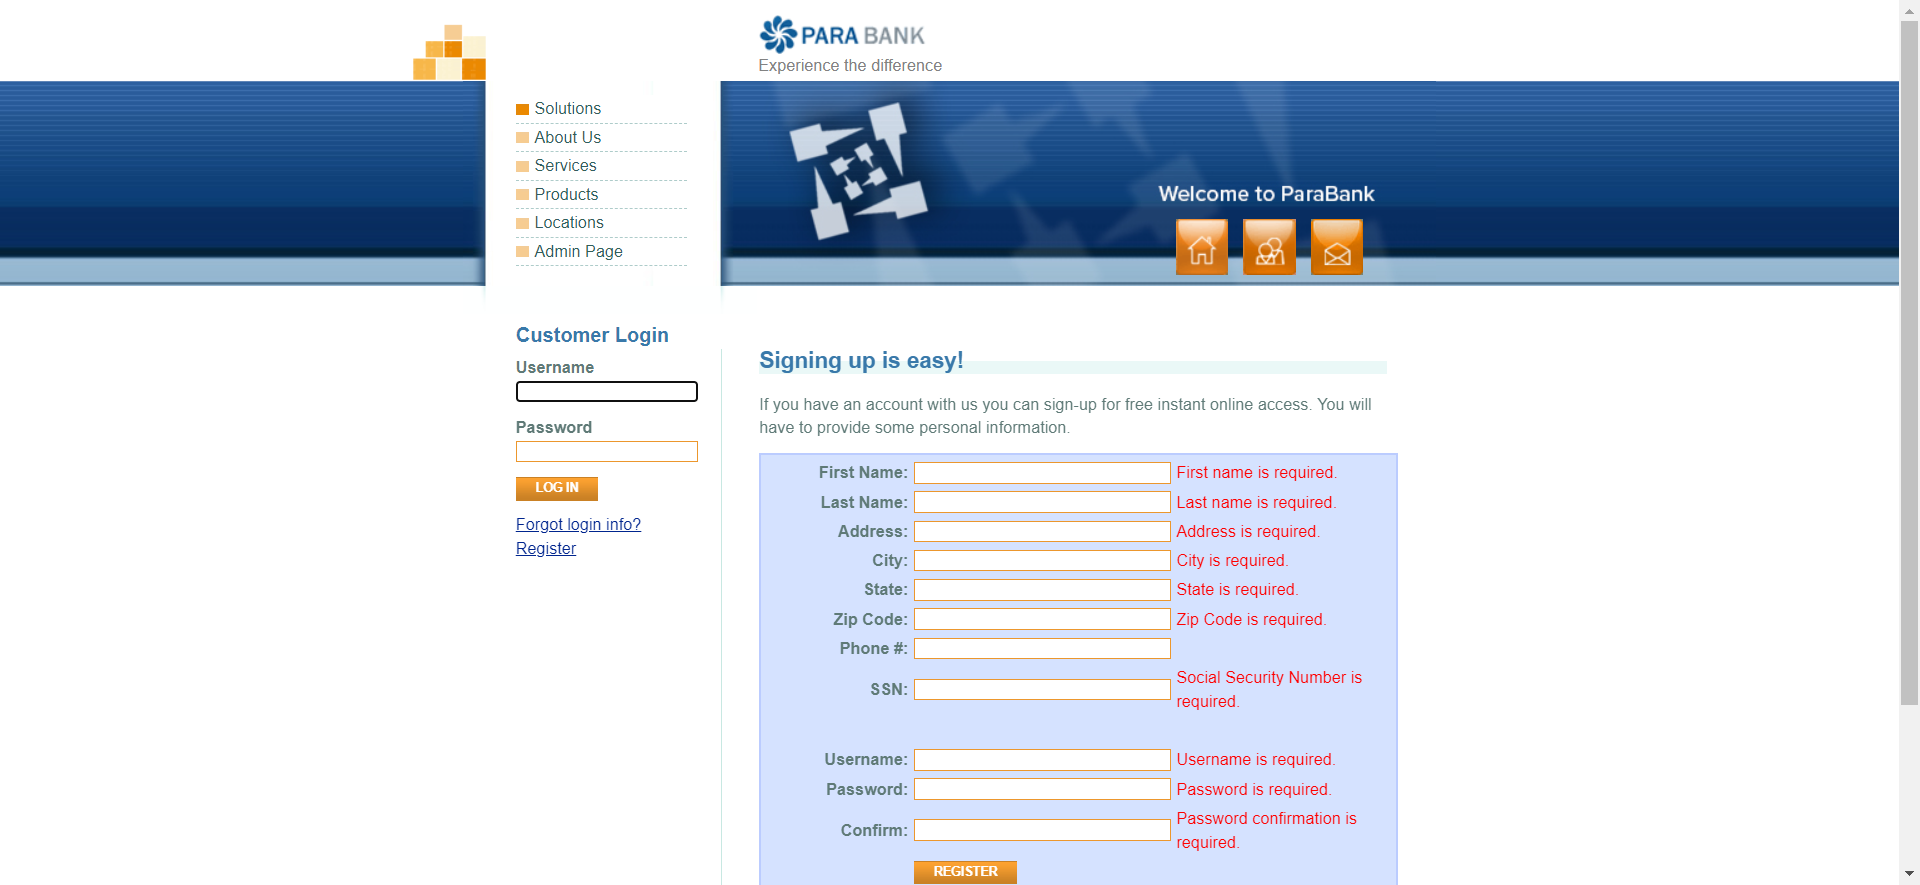 PARA BANK
Experience the difference
Solutions
About Us
Services
Products
Locations
Admin Page
Welcome to ParaBank
Customer Login
Username
Password
LOG IN
Forgot login info?
Register
Signing up is easy!
If you have an account with us you can sign-up for free instant online access. You will
have to provide some personal information.
First Name: First name is required.
Last Name: Last name is required.
Address: Address is required.
City: City is required.
State: State is required.
Zip Code: Zip Code is required.
Phone #:
SSN: Social Security Number is
required.
Username: Username is required.
Password: Password is required.
Confirm: Password confirmation is
required.
REGISTER